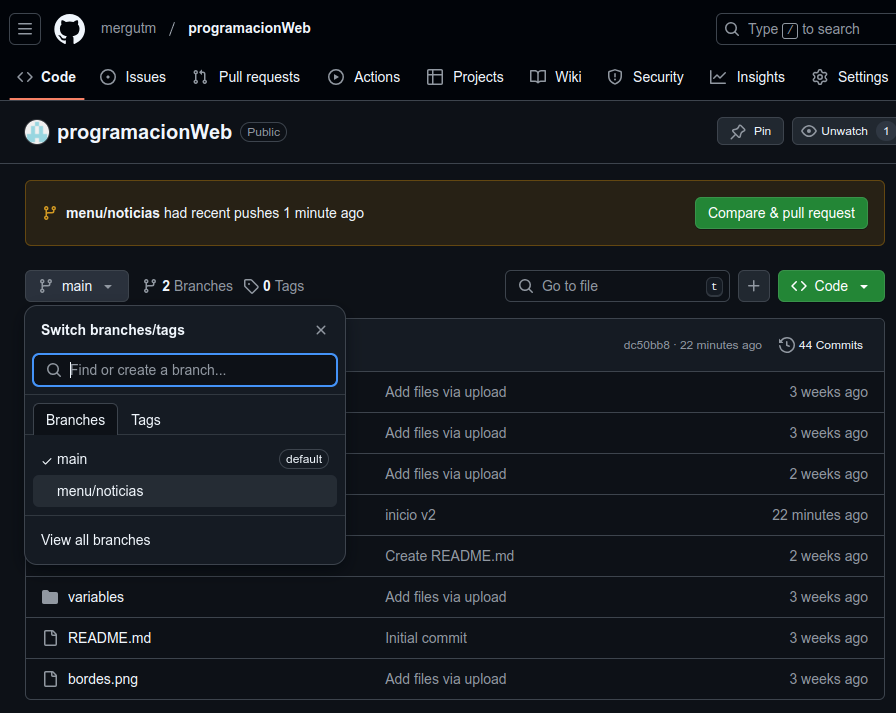 mergutm / programacionWeb
Type / to search
Code Issues Pull requests Actions Projects Wiki Security Insights Settings
programacionWeb Public
Pin Unwatch 1
menu/noticias had recent pushes 1 minute ago
Compare & pull request
main 2 Branches 0 Tags
Go to file t
Code
Switch branches/tags
Find or create a branch...
Branches Tags
main default
menu/noticias
View all branches
dc50bb8 · 22 minutes ago 44 Commits
Add files via upload 3 weeks ago
Add files via upload 3 weeks ago
Add files via upload 2 weeks ago
inicio v2 22 minutes ago
Create README.md 2 weeks ago
variables Add files via upload 3 weeks ago
README.md Initial commit 3 weeks ago
bordes.png Add files via upload 3 weeks ago